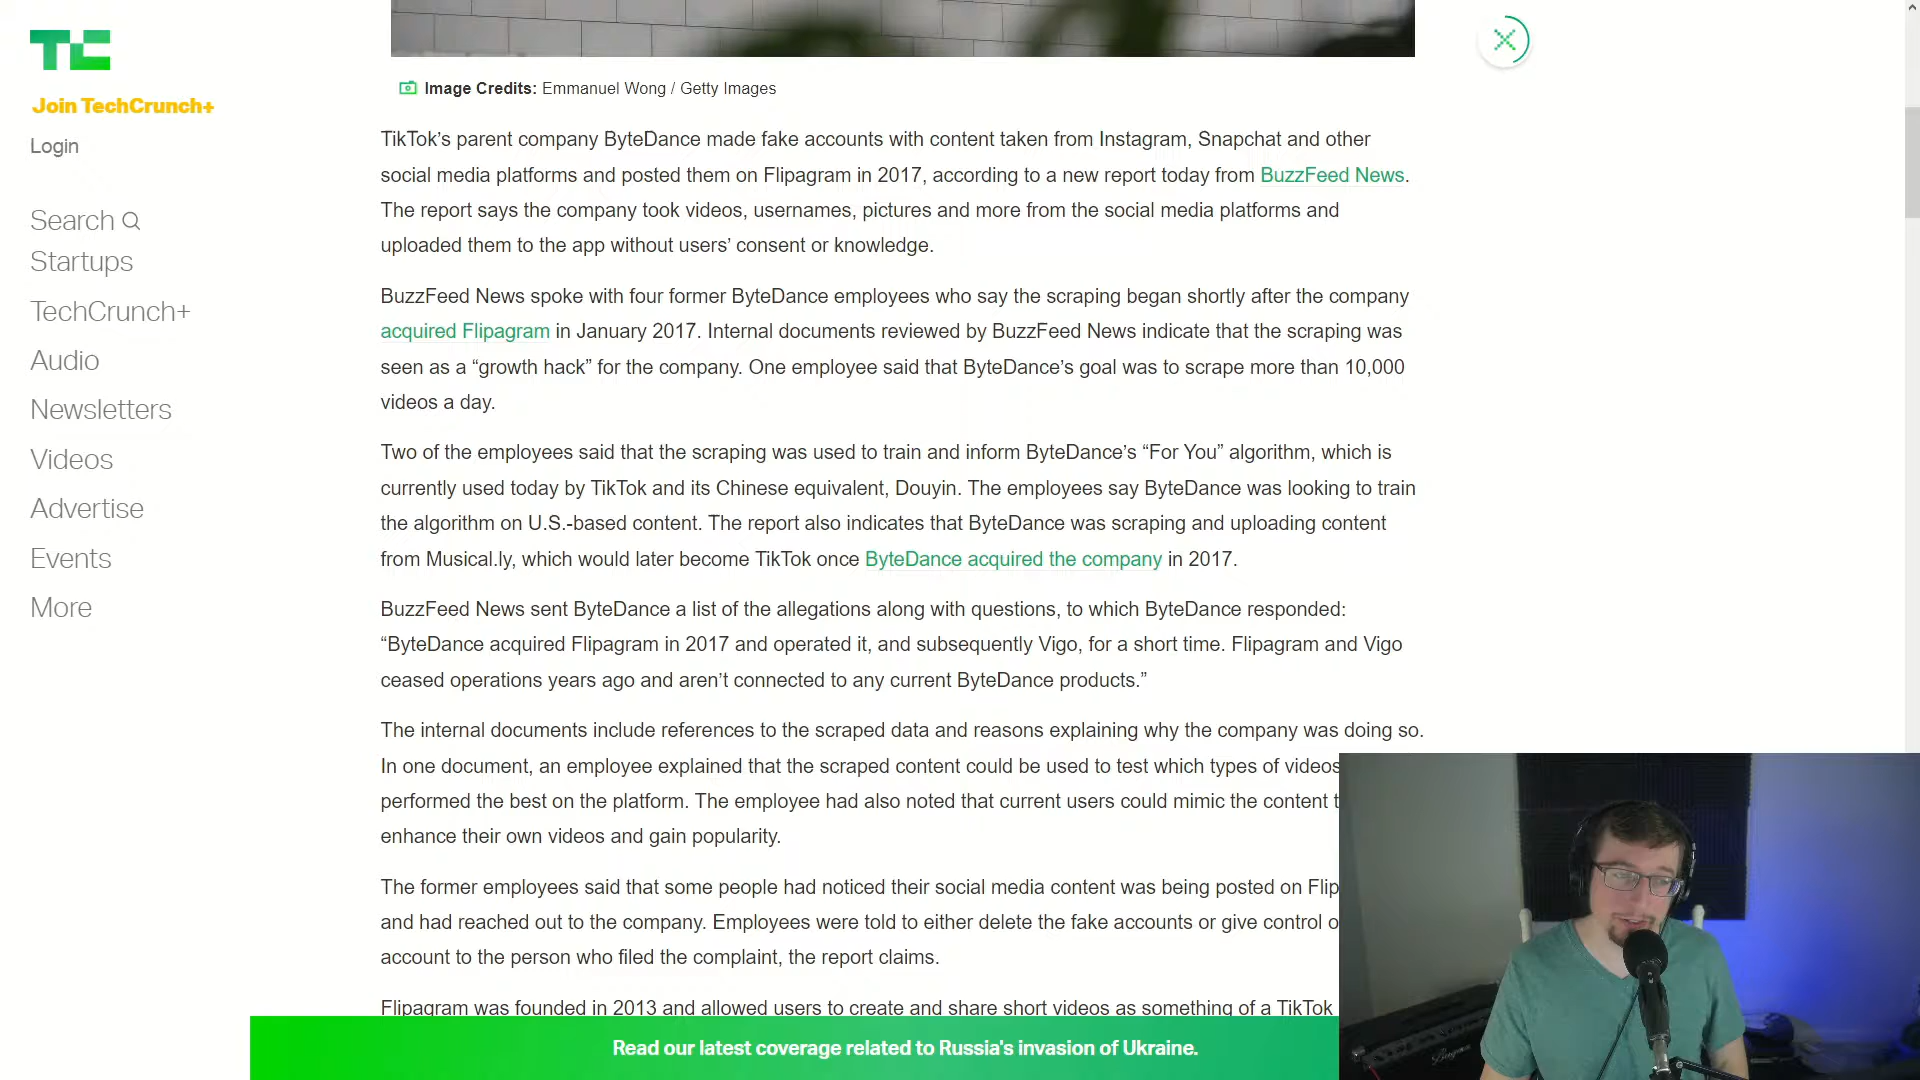 TC
Join TechCrunch+
Login
Search
Startups
TechCrunch+
Audio
Newsletters
Videos
Advertise
Events
More
Image Credits: Emmanuel Wong / Getty Images
TikTok’s parent company ByteDance made fake accounts with content taken from Instagram, Snapchat and other
social media platforms and posted them on Flipagram in 2017, according to a new report today from BuzzFeed News.
The report says the company took videos, usernames, pictures and more from the social media platforms and
uploaded them to the app without users’ consent or knowledge.
BuzzFeed News spoke with four former ByteDance employees who say the scraping began shortly after the company
acquired Flipagram in January 2017. Internal documents reviewed by BuzzFeed News indicate that the scraping was
seen as a “growth hack” for the company. One employee said that ByteDance’s goal was to scrape more than 10,000
videos a day.
Two of the employees said that the scraping was used to train and inform ByteDance’s “For You” algorithm, which is
currently used today by TikTok and its Chinese equivalent, Douyin. The employees say ByteDance was looking to train
the algorithm on U.S.-based content. The report also indicates that ByteDance was scraping and uploading content
from Musical.ly, which would later become TikTok once ByteDance acquired the company in 2017.
BuzzFeed News sent ByteDance a list of the allegations along with questions, to which ByteDance responded:
“ByteDance acquired Flipagram in 2017 and operated it, and subsequently Vigo, for a short time. Flipagram and Vigo
ceased operations years ago and aren’t connected to any current ByteDance products.”
The internal documents include references to the scraped data and reasons explaining why the company was doing so.
In one document, an employee explained that the scraped content could be used to test which types of videos
performed the best on the platform. The employee had also noted that current users could mimic the content t
enhance their own videos and gain popularity.
The former employees said that some people had noticed their social media content was being posted on Flip
and had reached out to the company. Employees were told to either delete the fake accounts or give control o
account to the person who filed the complaint, the report claims.
Flipagram was founded in 2013 and allowed users to create and share short videos as something of a TikTok
Read our latest coverage related to Russia's invasion of Ukraine.